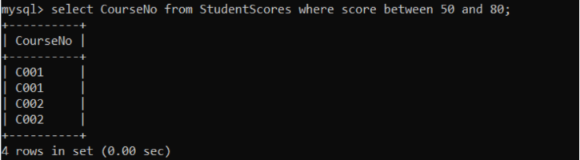 mysql> select CourseNo from StudentScores where score between 50 and 80;
+----------+
| CourseNo |
+----------+
| C001     |
| C001     |
| C002     |
| C002     |
+----------+
4 rows in set (0.00 sec)